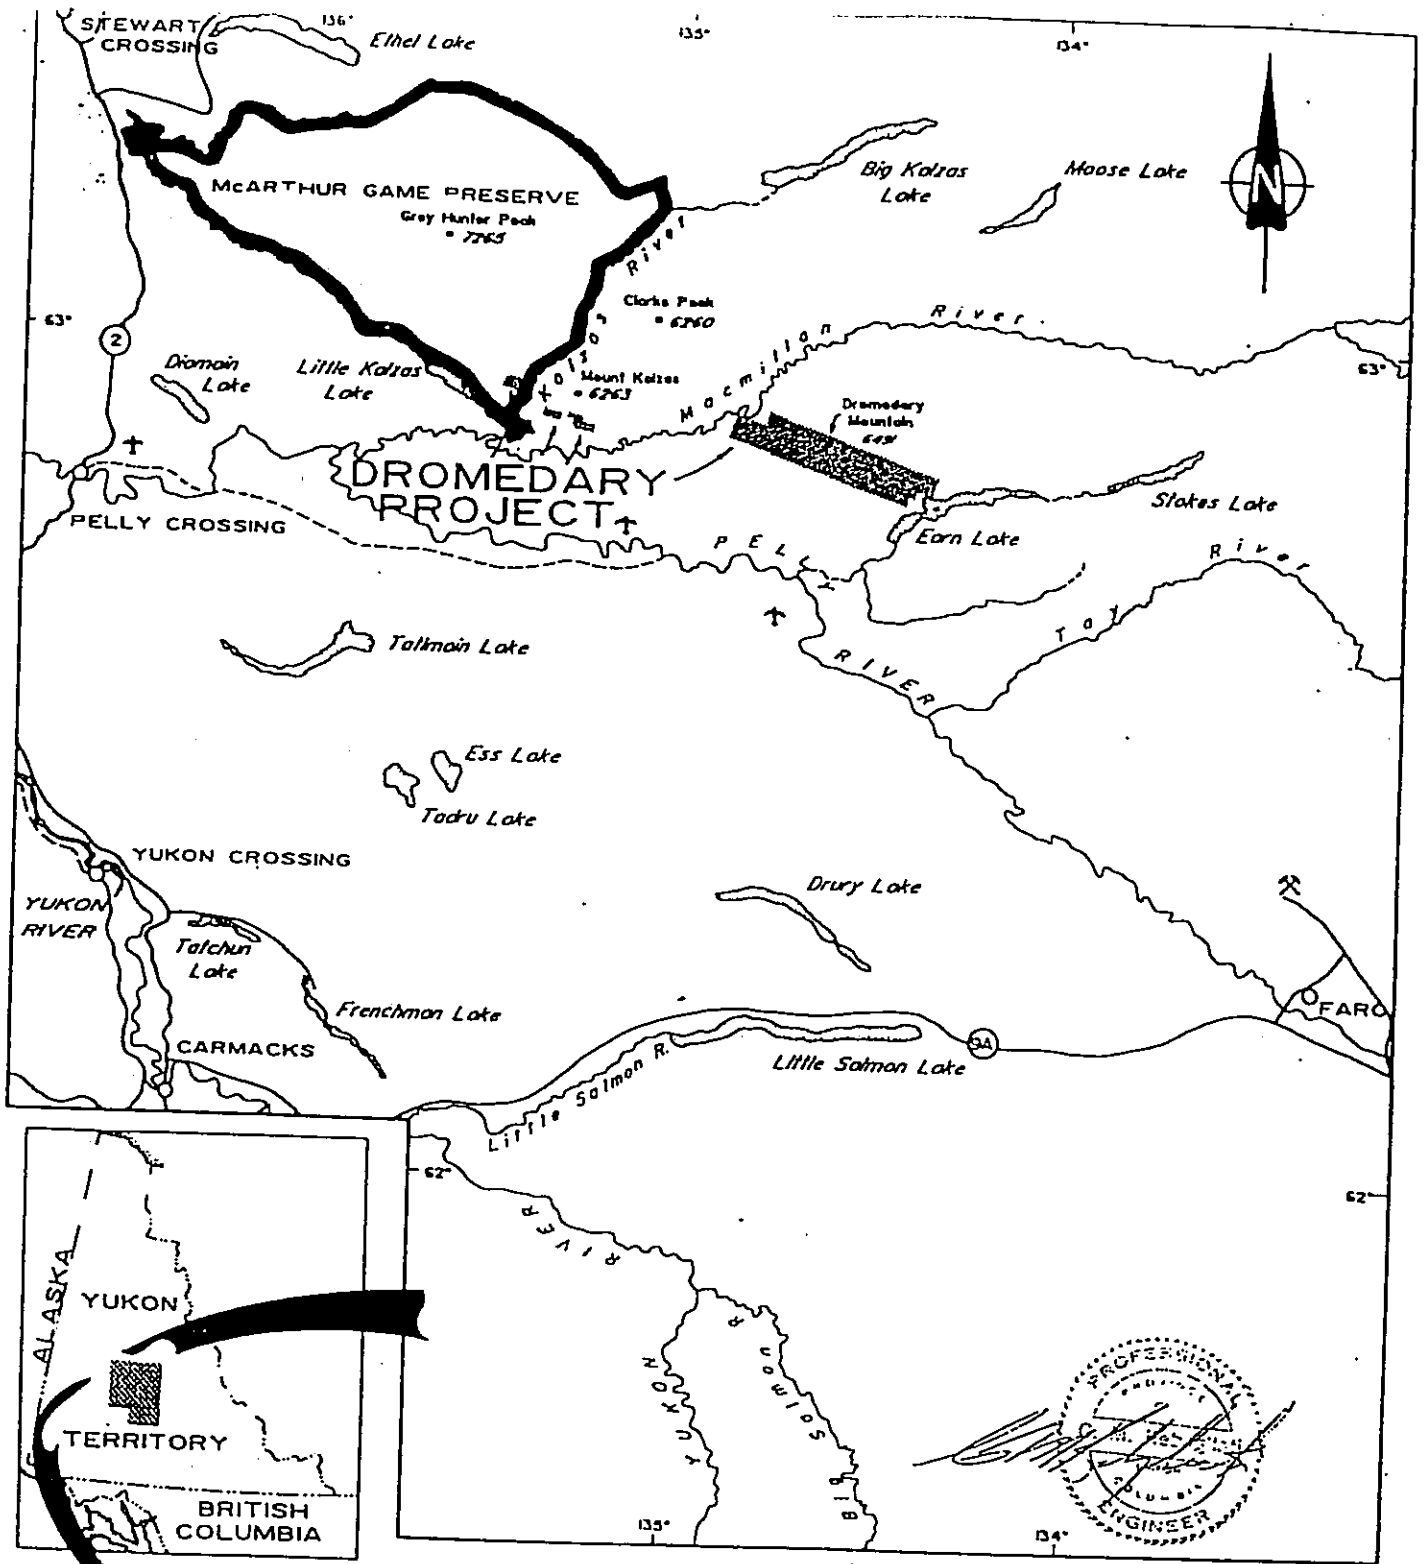 STEWART
CROSSING
136°
Ethel Lake
135°
134°
McARTHUR GAME PRESERVE
Grey Hunter Peak
7265
Big Kalzas
Lake
Moose Lake
N
River
Clarke Peak
6260
63°
2
Diamain
Lake
Little Kalzas
Lake
Kalzas
Mount Kalzas
6263
Macmillan
River
63°
Dromedary
Mountain
DROMEDARY
PROJECT
PELLY CROSSING
PELLY
RIVER
Earn Lake
Stokes Lake
Tay
River
Tatlmain Lake
Ess Lake
Tadru Lake
YUKON CROSSING
YUKON
RIVER
Tatchun
Lake
Frenchman Lake
CARMACKS
Drury Lake
FARO
9A
Little Salmon R.
Little Salmon Lake
62°
62°
RIVER
YUKON
Big Salmon R
135°
134°
ALASKA
YUKON
TERRITORY
BRITISH
COLUMBIA
PROFESSIONAL
ENGINEER